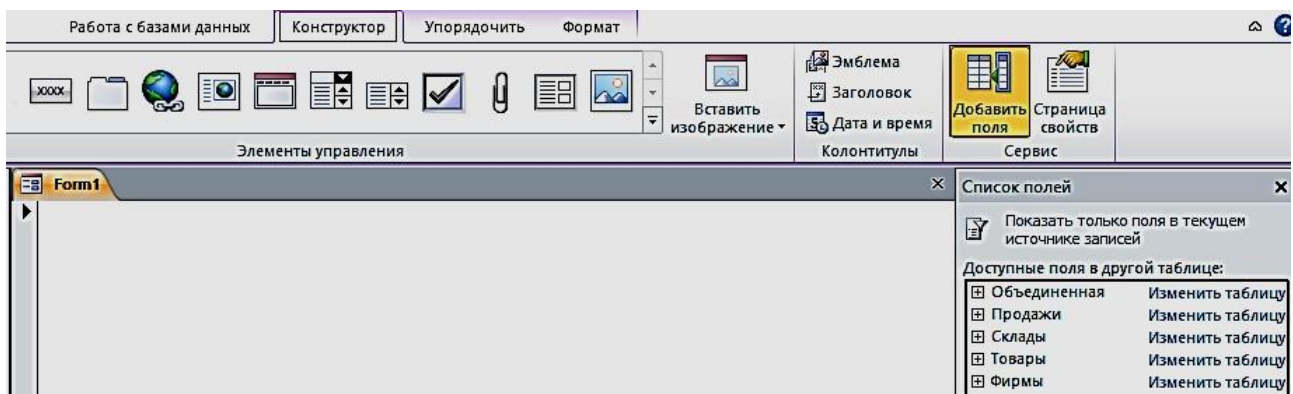 Работа с базами данных Конструктор Упорядочить Формат
XXXX
Вставить изображение
Эмблема
Заголовок
Дата и время
Добавить поля
Страница свойств
Элементы управления Колонтитулы Сервис
Form1
Список полей
Показать только поля в текущем
источнике записей
Доступные поля в другой таблице:
Объединенная Изменить таблицу
Продажи Изменить таблицу
Склады Изменить таблицу
Товары Изменить таблицу
Фирмы Изменить таблицу